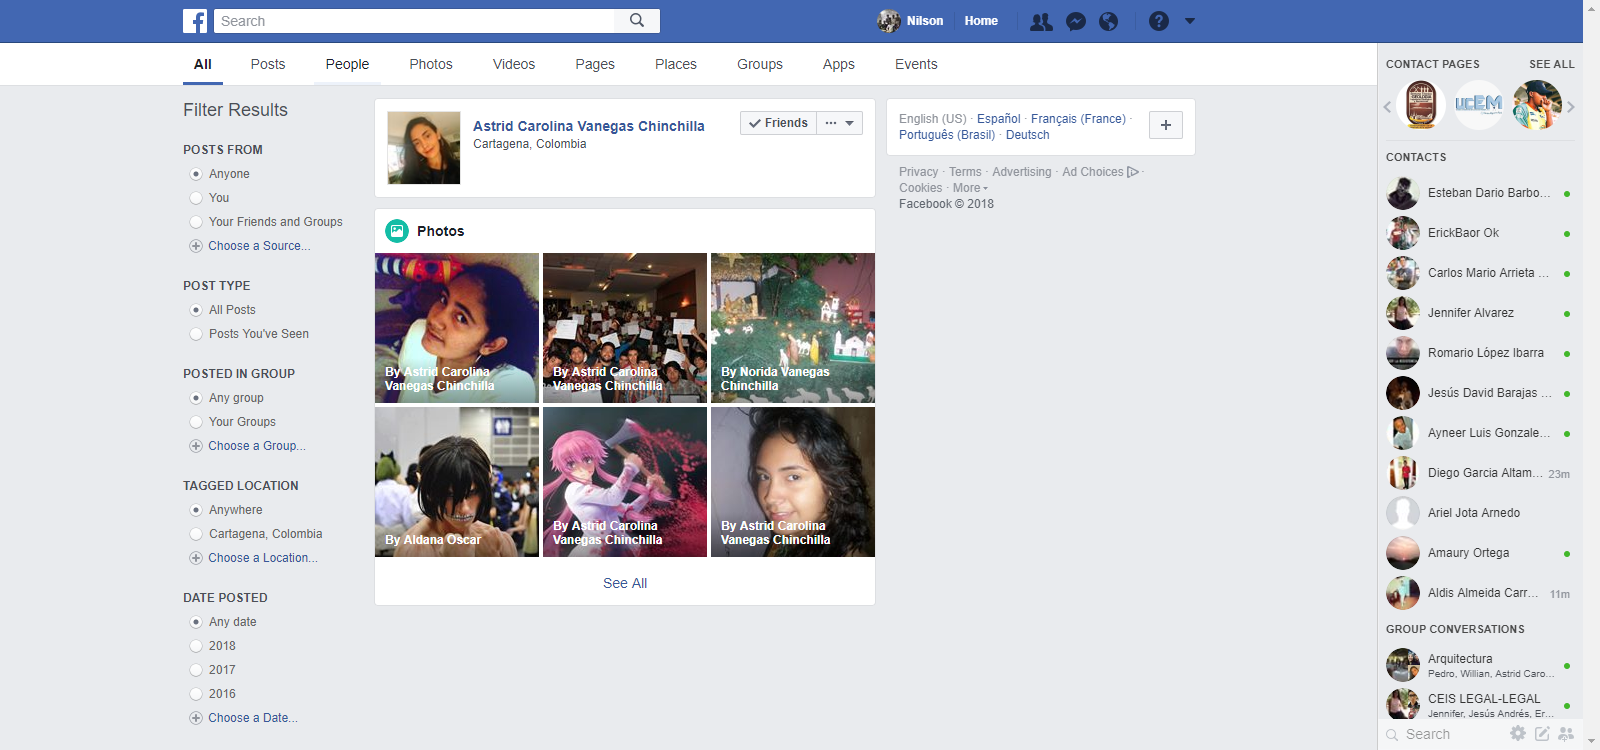 Search
Nilson
Home
All
Posts
People
Photos
Videos
Pages
Places
Groups
Apps
Events
Filter Results
POSTS FROM
Anyone
You
Your Friends and Groups
Choose a Source...
POST TYPE
All Posts
Posts You've Seen
POSTED IN GROUP
Any group
Your Groups
Choose a Group...
TAGGED LOCATION
Anywhere
Cartagena, Colombia
Choose a Location...
DATE POSTED
Any date
2018
2017
2016
Choose a Date...
Astrid Carolina Vanegas Chinchilla
Cartagena, Colombia
Friends
Photos
By Astrid Carolina
Vanegas Chinchilla
By Astrid Carolina
Vanegas Chinchilla
By Norida Vanegas
Chinchilla
By Aldana Oscar
By Astrid Carolina
Vanegas Chinchilla
By Astrid Carolina
Vanegas Chinchilla
See All
English (US) · Español · Français (France) ·
Português (Brasil) · Deutsch
Privacy · Terms · Advertising · Ad Choices ·
Cookies · More
Facebook © 2018
CONTACT PAGES
SEE ALL
UCEM
CONTACTS
Esteban Dario Barbo...
ErickBaor Ok
Carlos Mario Arrieta ...
Jennifer Alvarez
Romario López Ibarra
Jesús David Barajas ...
Ayneer Luis Gonzale...
Diego Garcia Altam... 23m
Ariel Jota Arnedo
Amaury Ortega
Aldis Almeida Carr... 11m
GROUP CONVERSATIONS
Arquitectura
Pedro, Willian, Astrid Caro...
CEIS LEGAL-LEGAL
Jennifer, Jesús Andrés, Er...
Search